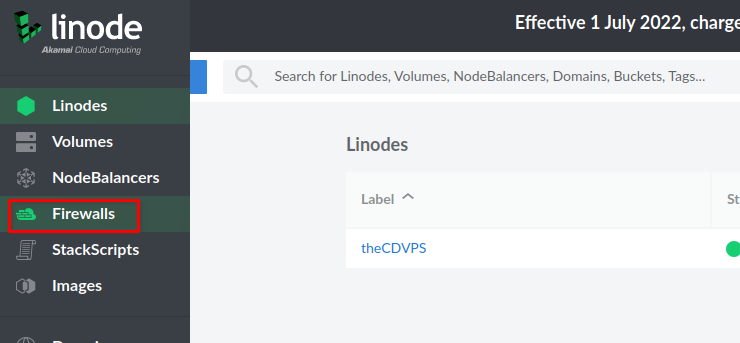 linode
Akamai Cloud Computing
Effective 1 July 2022, charge
Search for Linodes, Volumes, NodeBalancers, Domains, Buckets, Tags...
Linodes
Volumes
NodeBalancers
Firewalls
StackScripts
Images
Linodes
Label
St
theCDVPS